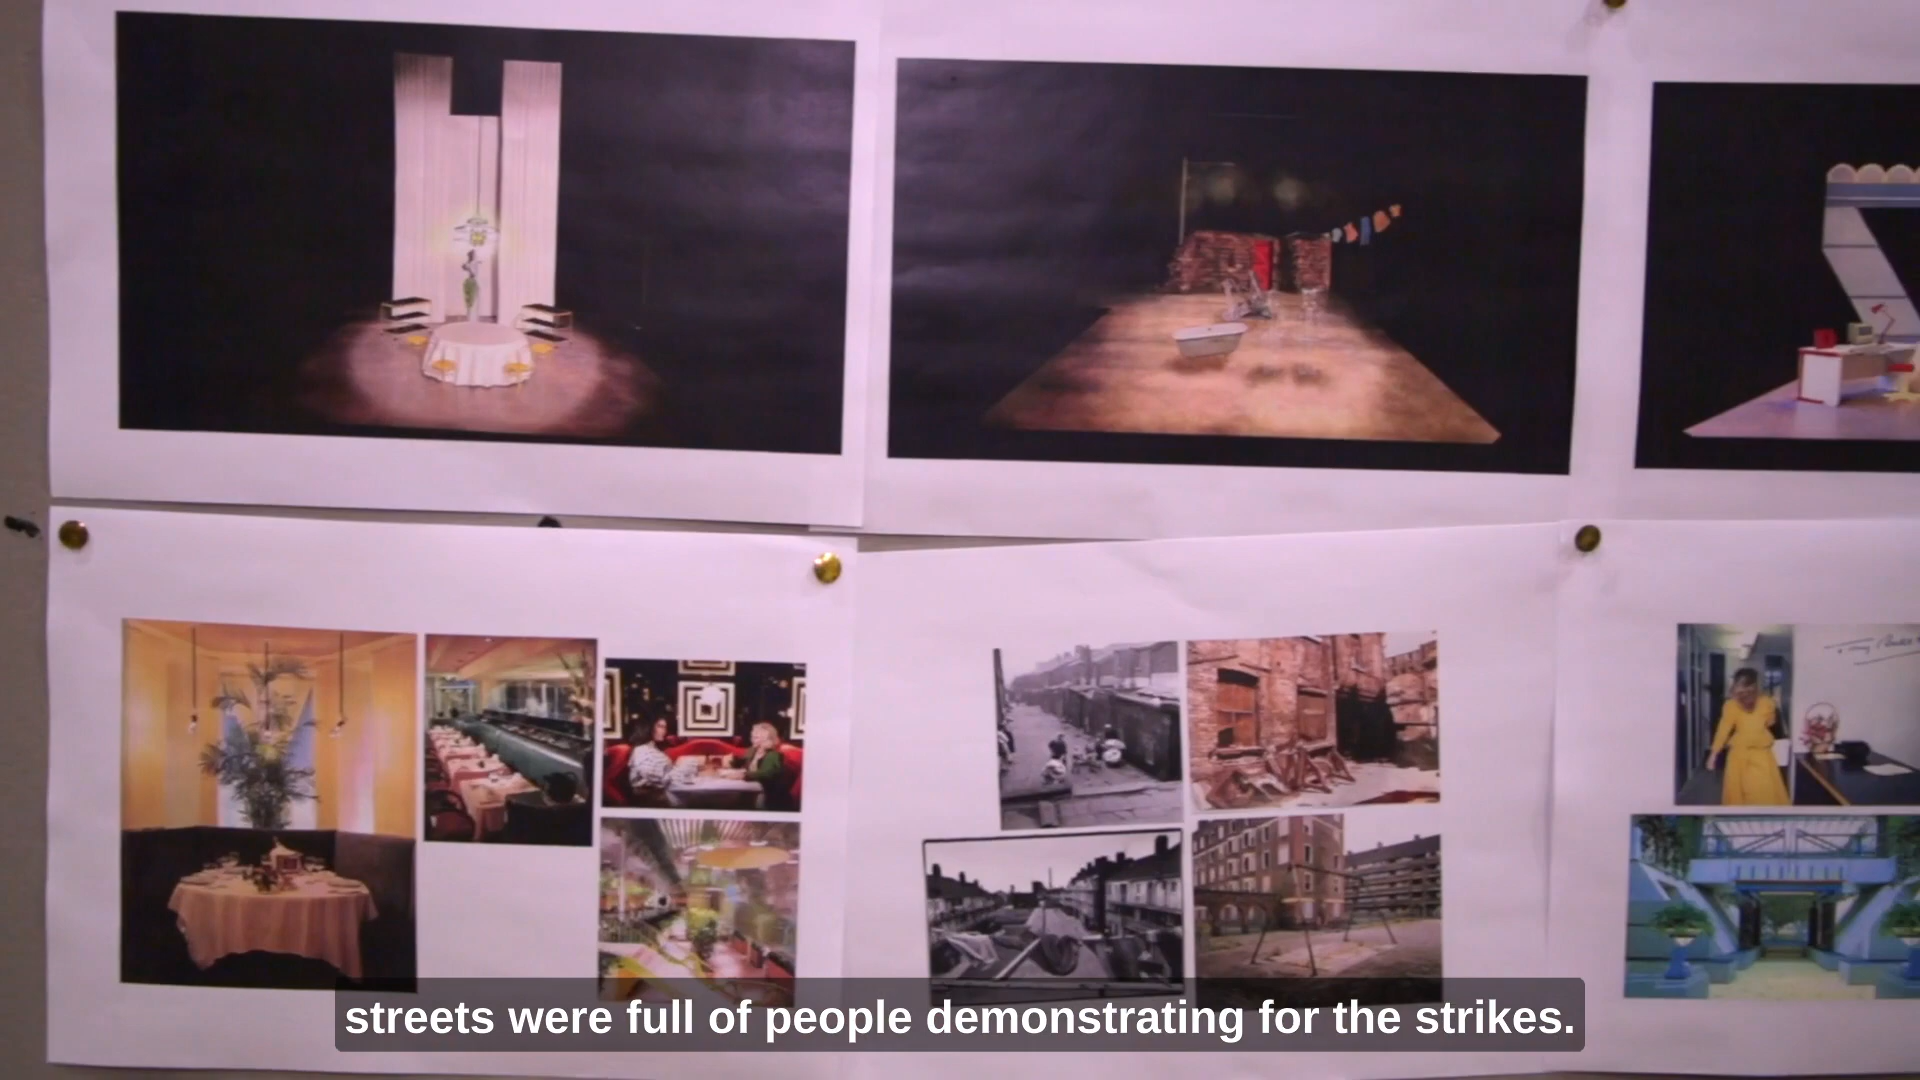 streets were full of people demonstrating for the strikes.